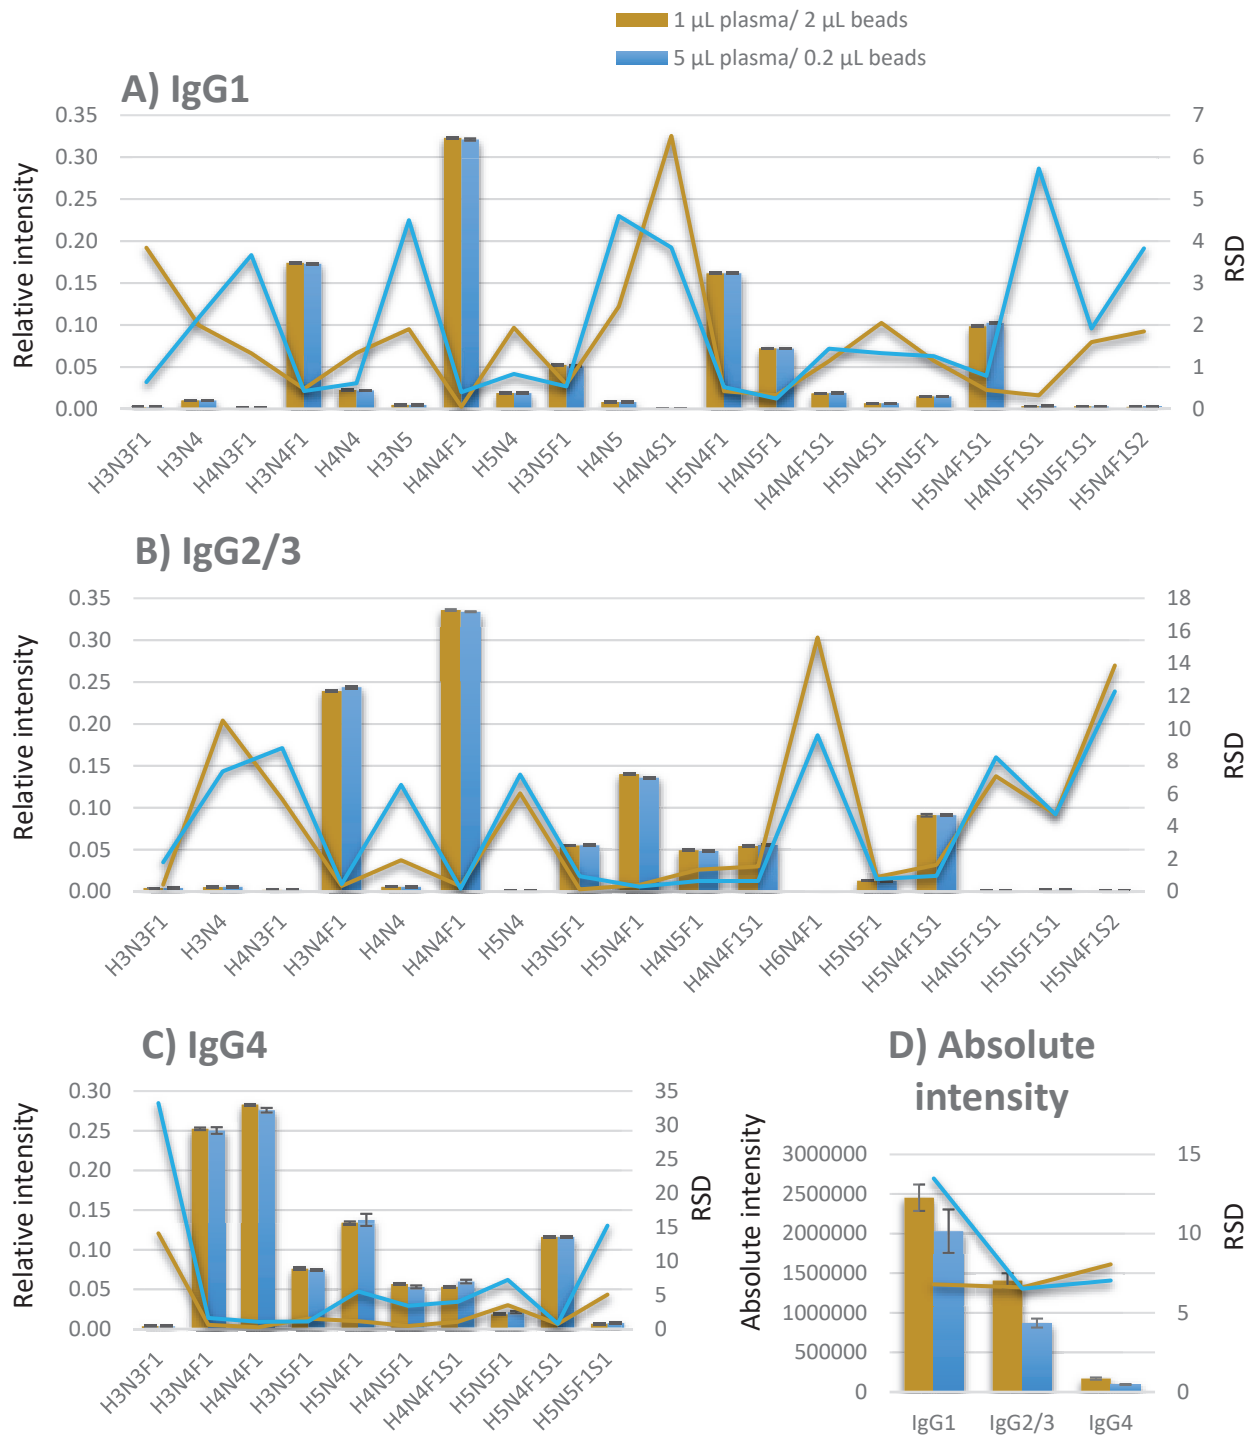 1 µL plasma/ 2 µL beads
5 µL plasma/ 0.2 µL beads
A) IgG1
Relative intensity
0.35
0.30
0.25
0.20
0.15
0.10
0.05
0.00
7
6
5
4
3
2
1
0
RSD
H3N3F1
H3N4
H4N3F1
H3N4F1
H4N4
H3N5
H4N4F1
H5N4
H3N5F1
H4N5
H4N4S1
H5N4F1
H4N5F1
H4N4F1S1
H5N4S1
H5N5F1
H5N4F1S1
H4N5F1S1
H5N5F1S1
H5N4F1S2
B) IgG2/3
Relative intensity
0.35
0.30
0.25
0.20
0.15
0.10
0.05
0.00
18
16
14
12
10
8
6
4
2
0
RSD
H3N3F1
H3N4
H4N3F1
H3N4F1
H4N4
H4N4F1
H5N4
H3N5F1
H5N4F1
H4N5F1
H4N4F1S1
H6N4F1
H5N5F1
H5N4F1S1
H4N5F1S1
H5N5F1S1
H5N4F1S2
C) IgG4
Relative intensity
0.30
0.25
0.20
0.15
0.10
0.05
0.00
35
30
25
20
15
10
5
0
RSD
H3N3F1
H3N4F1
H4N4F1
H3N5F1
H5N4F1
H4N5F1
H4N4F1S1
H5N5F1
H5N4F1S1
H5N5F1S1
D) Absolute
intensity
Absolute intensity
3000000
2500000
2000000
1500000
1000000
500000
0
15
10
5
0
RSD
IgG1
IgG2/3
IgG4